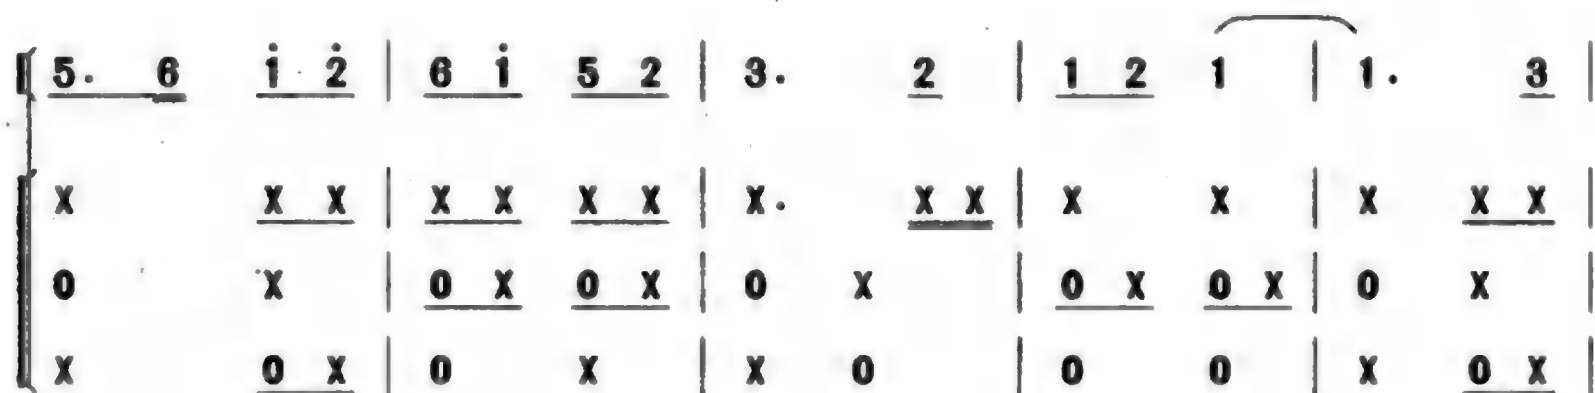 5. 6 i̇ 2̇ | 6 i̇ 5 2 | 3. 2 | 1 2 1 | 1. 3 |
X X X | X X X X | X. X X | X X | X X X |
0 X | 0 X 0 X | 0 X | 0 X 0 X | 0 X |
X 0 X | 0 X | X 0 | 0 0 | X 0 X |